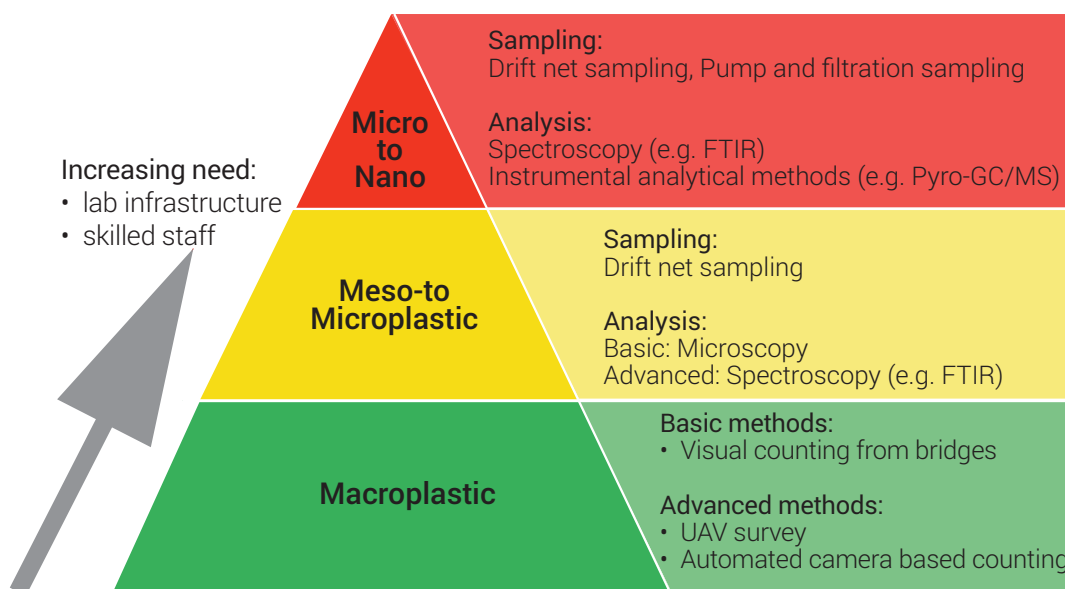 Increasing need:
• lab infrastructure
• skilled staff
Micro
to
Nano
Sampling:
Drift net sampling, Pump and filtration sampling
Analysis:
Spectroscopy (e.g. FTIR)
Instrumental analytical methods (e.g. Pyro-GC/MS)
Meso-to
Microplastic
Sampling:
Drift net sampling
Analysis:
Basic: Microscopy
Advanced: Spectroscopy (e.g. FTIR)
Macroplastic
Basic methods:
• Visual counting from bridges
Advanced methods:
• UAV survey
• Automated camera based counting